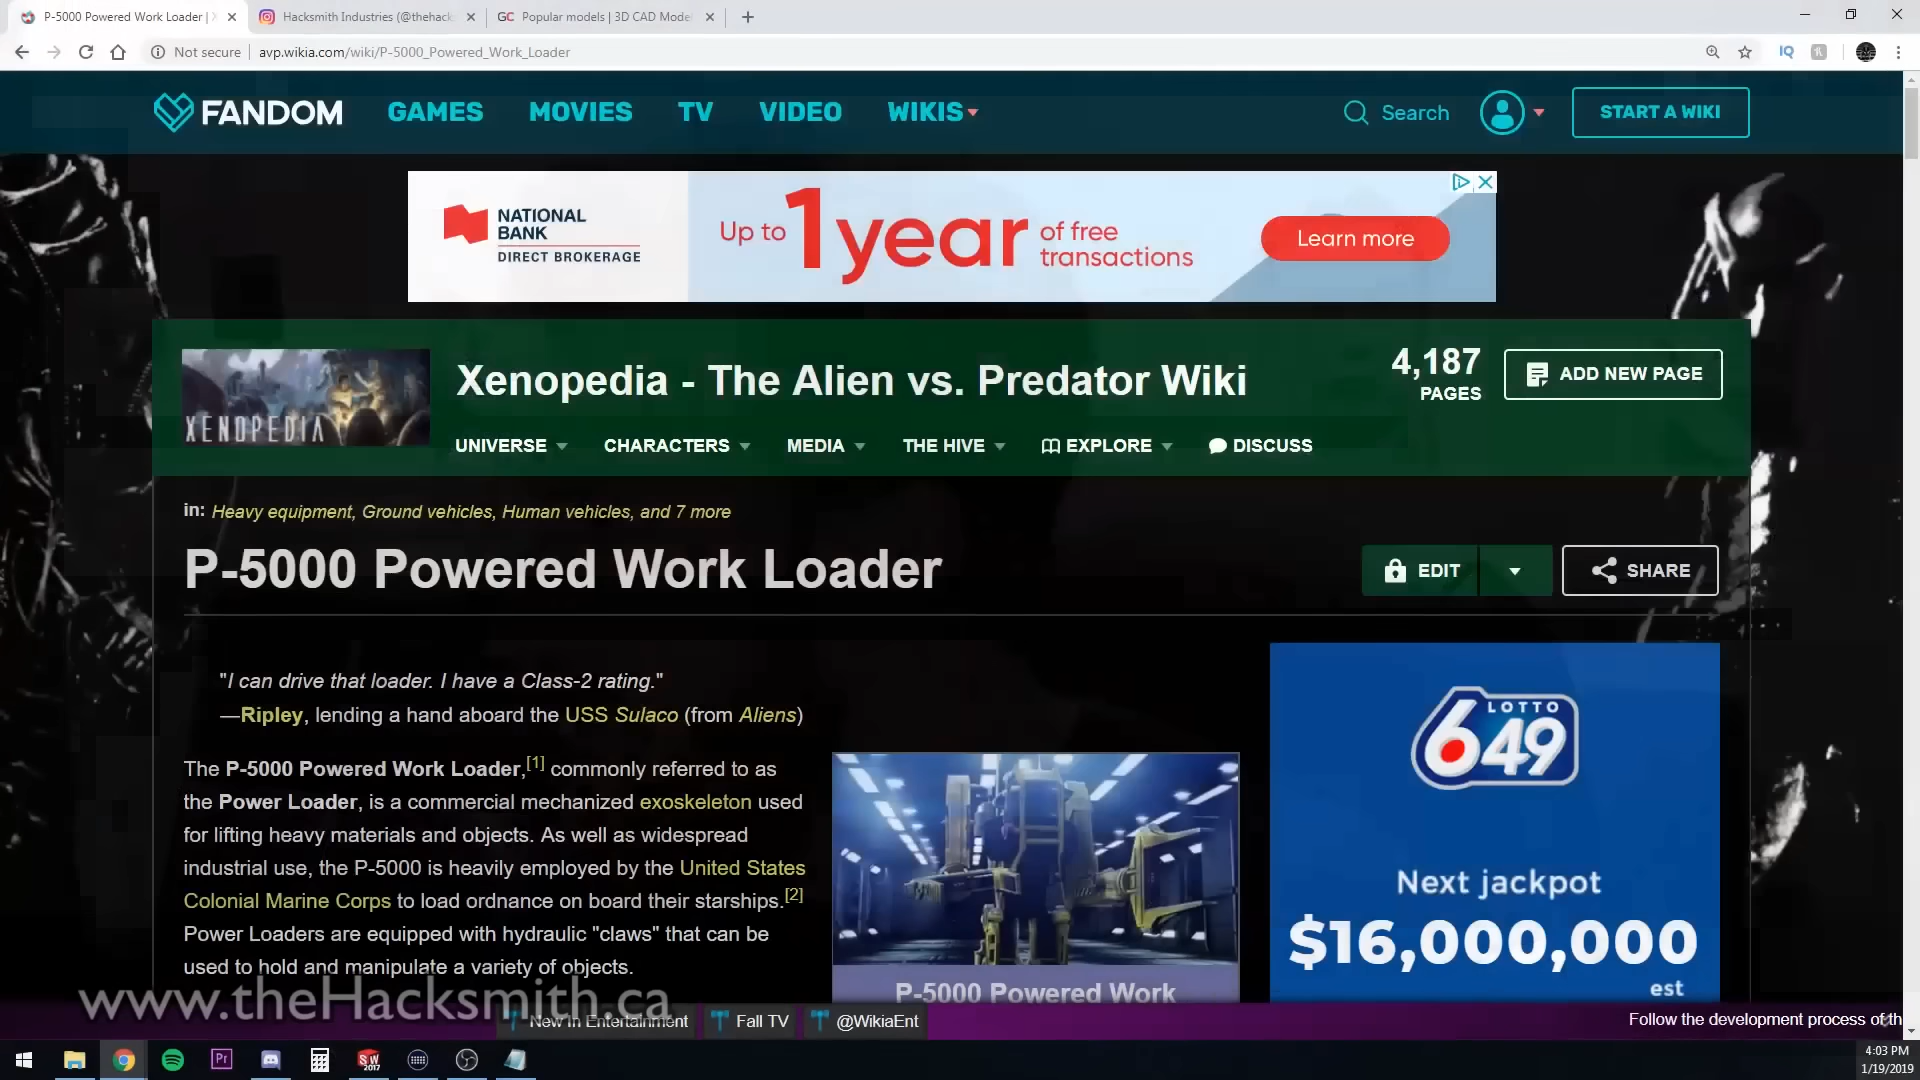 P-5000 Powered Work Loader |
Hacksmith Industries (@thehack
GC Popular models | 3D CAD Mode
Not secure | avp.wikia.com/wiki/P-5000_Powered_Work_Loader
IQ
FANDOM GAMES MOVIES TV VIDEO WIKIS Search START A WIKI
NATIONAL
BANK
DIRECT BROKERAGE
Up to 1 year of free
transactions
Learn more
XENOPEDIA
Xenopedia - The Alien vs. Predator Wiki
4,187
PAGES
ADD NEW PAGE
UNIVERSE CHARACTERS MEDIA THE HIVE EXPLORE DISCUSS
in: Heavy equipment, Ground vehicles, Human vehicles, and 7 more
P-5000 Powered Work Loader
EDIT SHARE
"I can drive that loader. I have a Class-2 rating."
—Ripley, lending a hand aboard the USS Sulaco (from Aliens)
The P-5000 Powered Work Loader,[1] commonly referred to as
the Power Loader, is a commercial mechanized exoskeleton used
for lifting heavy materials and objects. As well as widespread
industrial use, the P-5000 is heavily employed by the United States
Colonial Marine Corps to load ordnance on board their starships.[2]
Power Loaders are equipped with hydraulic "claws" that can be
used to hold and manipulate a variety of objects.
P-5000 Powered Work
LOTTO
649
Next jackpot
$16,000,000
est
www.theHacksmith.ca
New In Entertainment Fall TV @WikiaEnt
Follow the development process of th
Pr
SW
2017
4:03 PM
1/19/2019